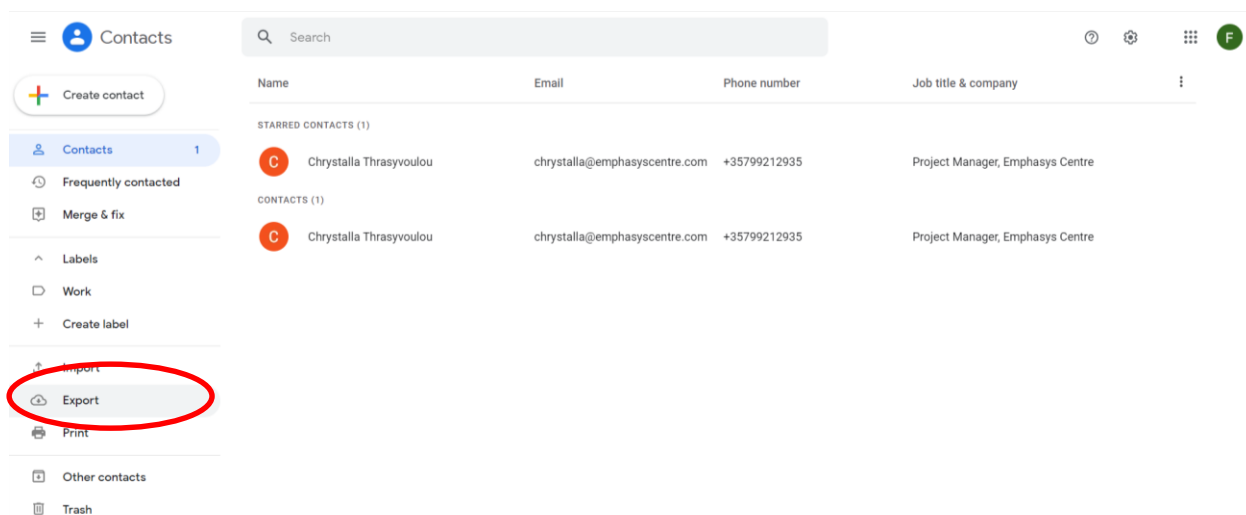 Contacts
Search
F
Create contact
Contacts 1
Frequently contacted
Merge & fix
Labels
Work
Create label
Import
Export
Print
Other contacts
Trash
Name Email Phone number Job title & company
STARRED CONTACTS (1)
C Chrystalla Thrasyvoulou chrystalla@emphasyscentre.com +35799212935 Project Manager, Emphasys Centre
CONTACTS (1)
C Chrystalla Thrasyvoulou chrystalla@emphasyscentre.com +35799212935 Project Manager, Emphasys Centre